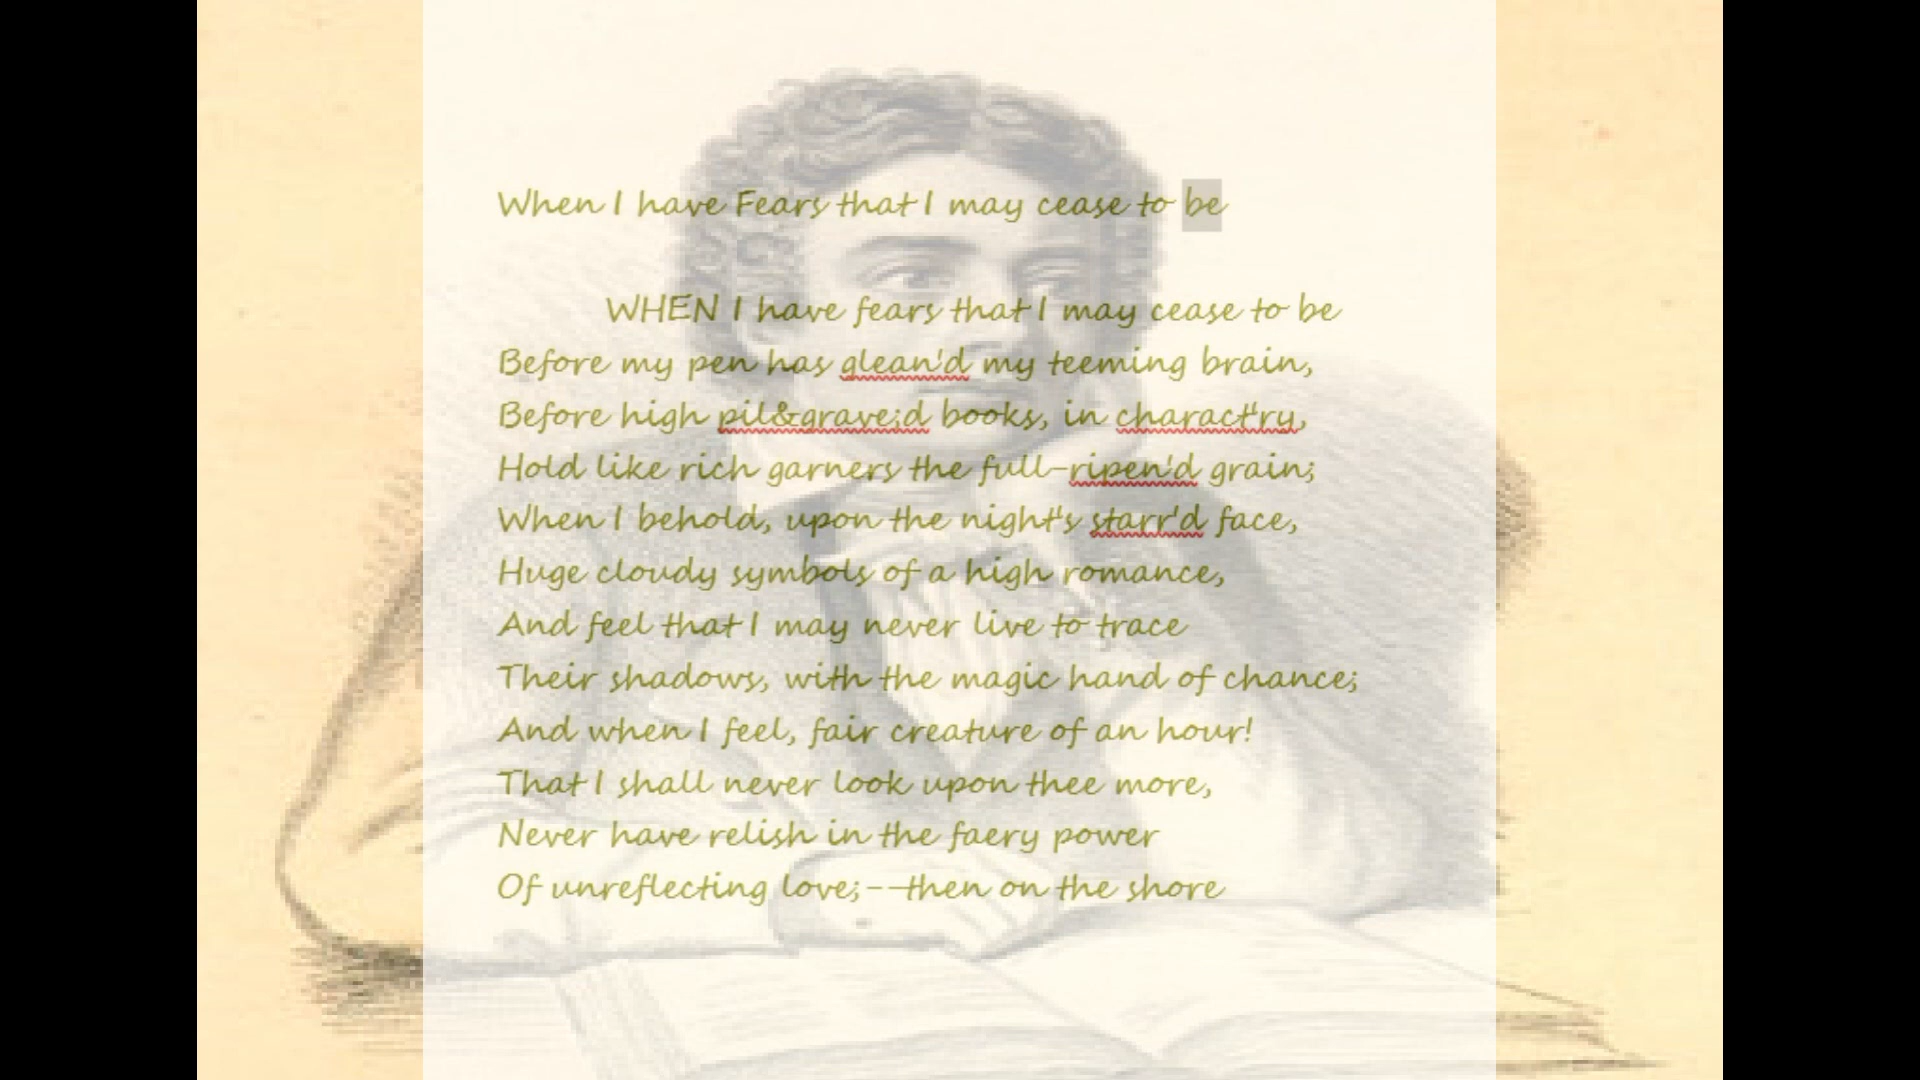 When I have Fears that I may cease to be
WHEN I have fears that I may cease to be
Before my pen has glean'd my teeming brain,
Before high pil&grave;d books, in charact'ry,
Hold like rich garners the full-ripen'd grain;
When I behold, upon the night's starr'd face,
Huge cloudy symbols of a high romance,
And feel that I may never live to trace
Their shadows, with the magic hand of chance;
And when I feel, fair creature of an hour!
That I shall never look upon thee more,
Never have relish in the faery power
Of unreflecting love;--then on the shore